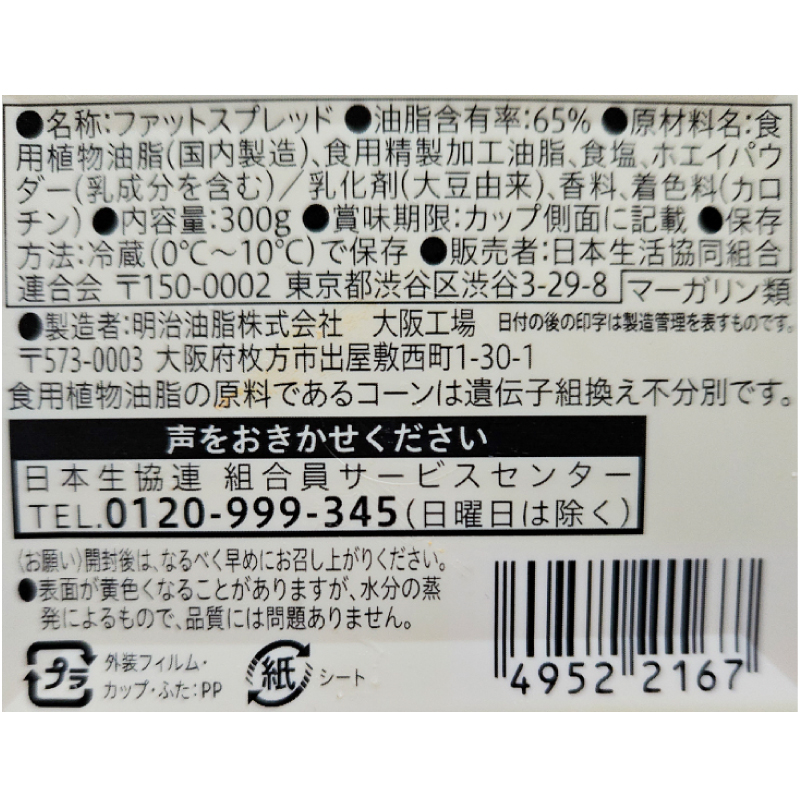 ●名称:ファットスプレッド ●油脂含有率:65% ●原材料名:食
用植物油脂(国内製造)、食用精製加工油脂、食塩、ホエイパウ
ダー(乳成分を含む)/乳化剤(大豆由来)、香料、着色料(カロ
チン) ●内容量:300g ●賞味期限:カップ側面に記載 ●保存
方法:冷蔵(0℃〜10℃)で保存 ●販売者:日本生活協同組合
連合会 〒150-0002 東京都渋谷区渋谷3-29-8 マーガリン類
●製造者:明治油脂株式会社 大阪工場 日付の後の印字は製造管理を表すものです。
〒573-0003 大阪府枚方市出屋敷西町1-30-1
食用植物油脂の原料であるコーンは遺伝子組換え不分別です。
声をおきかせください
日本生協連 組合員サービスセンター
TEL.0120-999-345(日曜日は除く)
(お願い)開封後は、なるべく早めにお召し上がりください。
●表面が黄色くなることがありますが、水分の蒸
発によるもので、品質には問題ありません。
プラ
外装フィルム・
カップ・ふた:PP
紙
シート
4952 2167